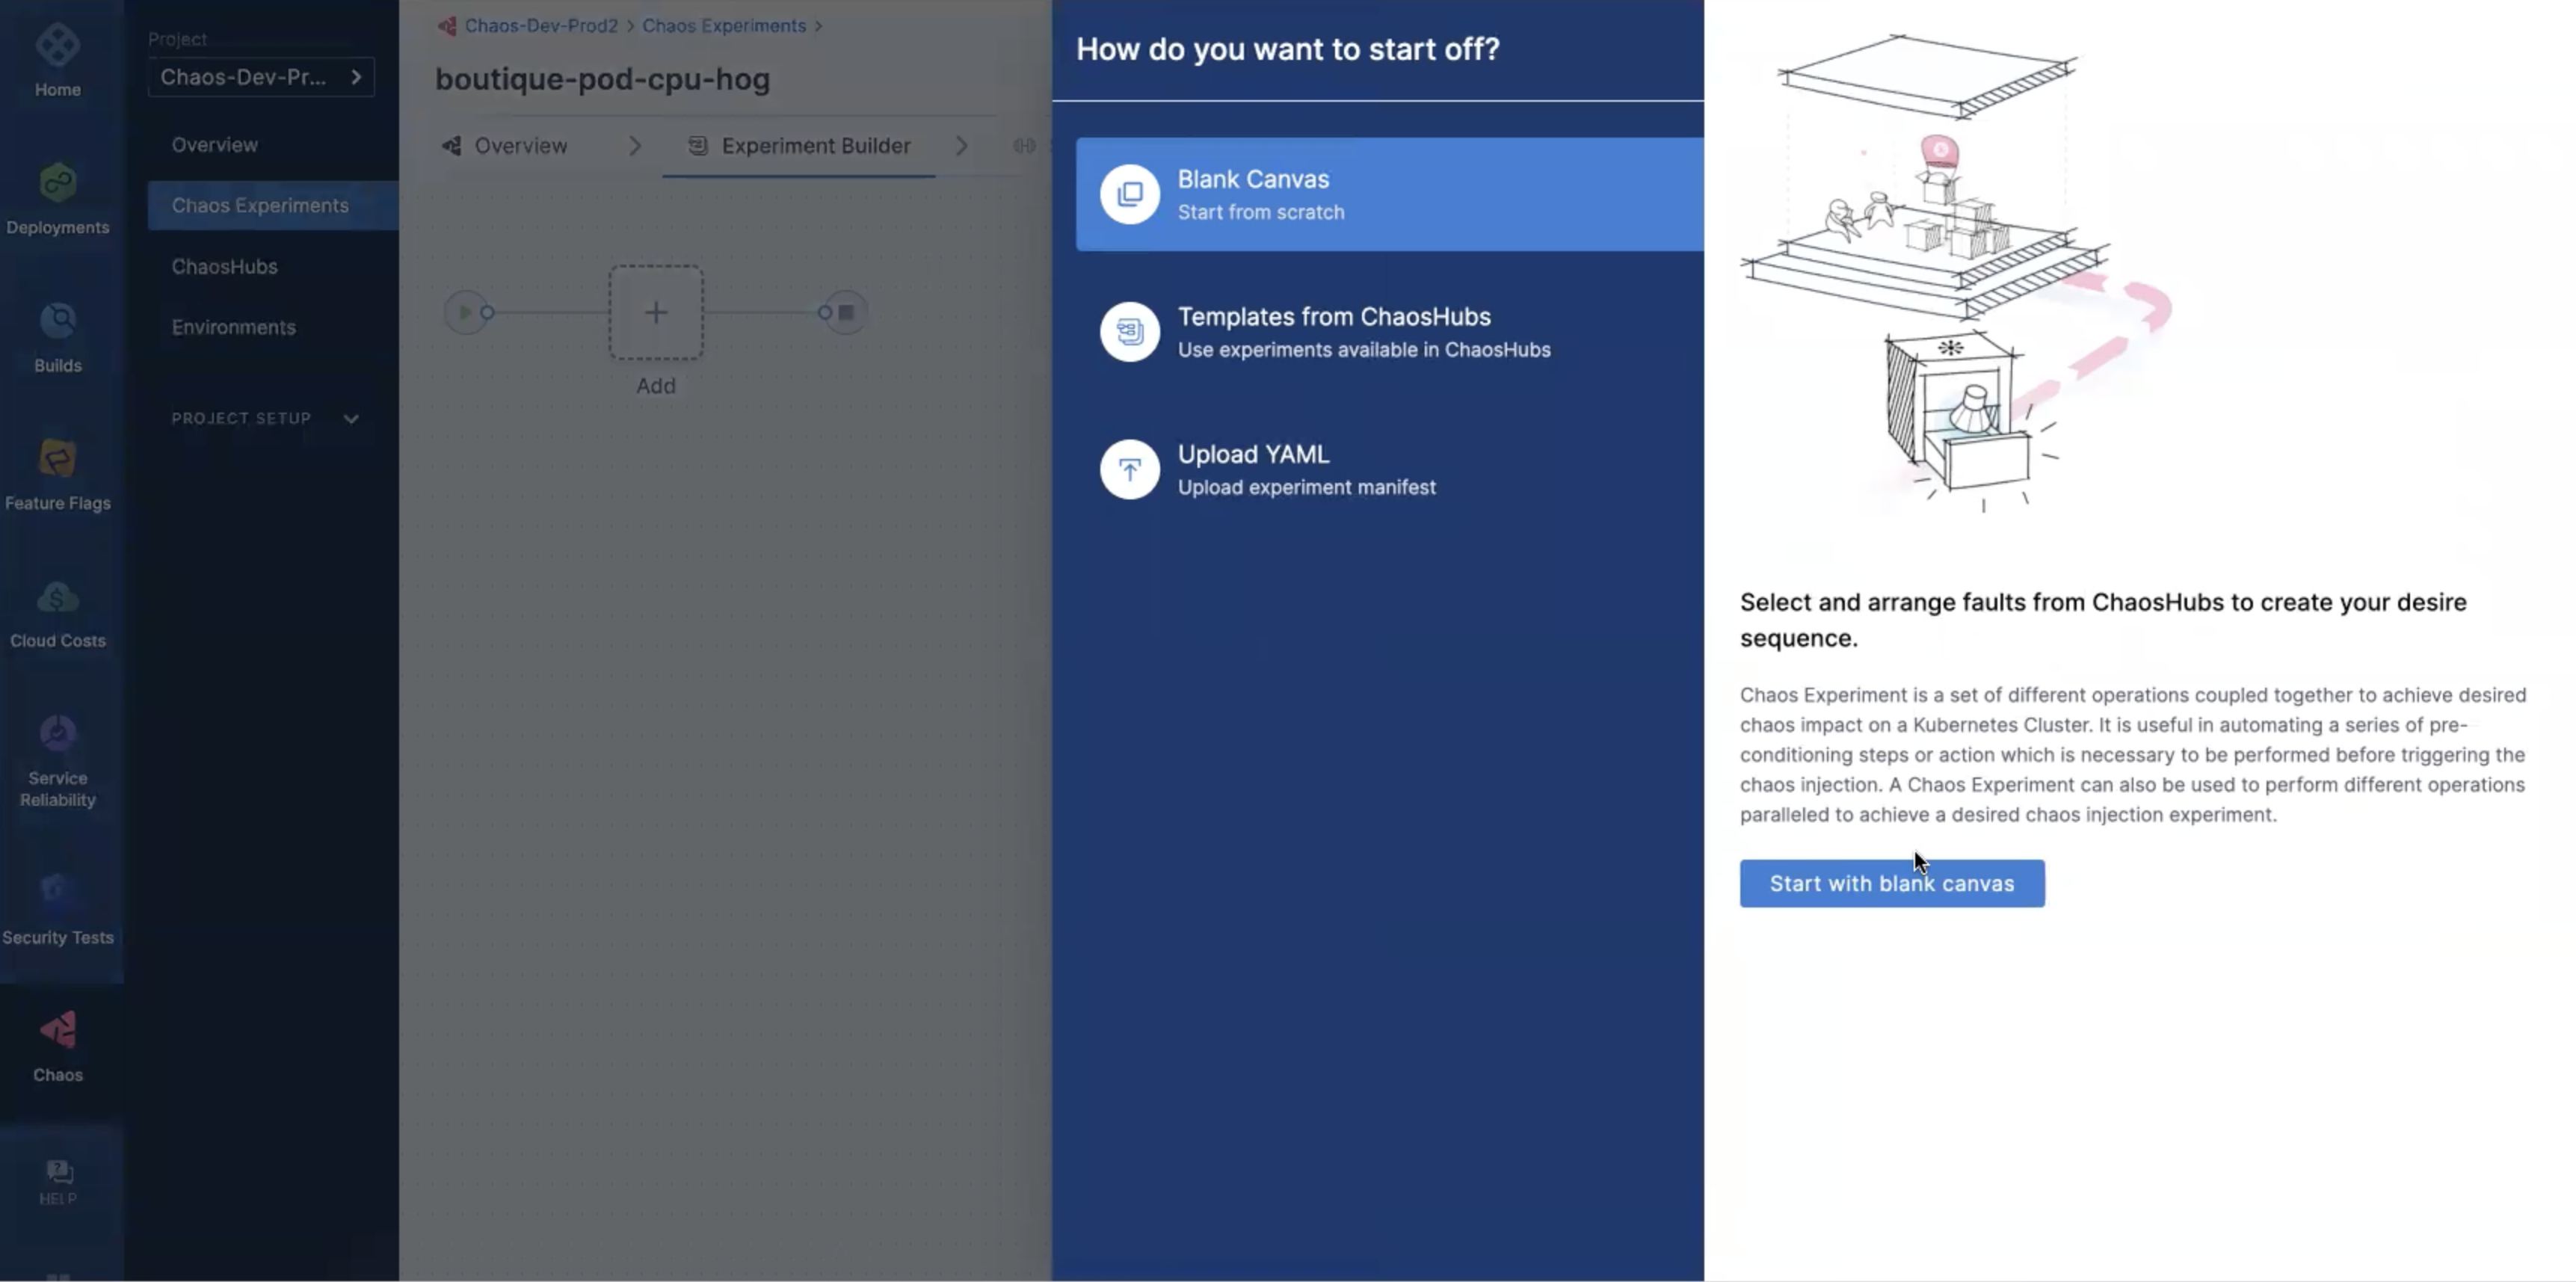 Home
Deployments
Builds
Feature Flags
Cloud Costs
Service
Reliability
Security Tests
Chaos
HELP
Project
Chaos-Dev-Pr...
Overview
Chaos Experiments
ChaosHubs
Environments
PROJECT SETUP
Chaos-Dev-Prod2 > Chaos Experiments >
boutique-pod-cpu-hog
Overview
Experiment Builder
Add
How do you want to start off?
Blank Canvas
Start from scratch
Templates from ChaosHubs
Use experiments available in ChaosHubs
Upload YAML
Upload experiment manifest
Select and arrange faults from ChaosHubs to create your desire
sequence.
Chaos Experiment is a set of different operations coupled together to achieve desired
chaos impact on a Kubernetes Cluster. It is useful in automating a series of pre-
conditioning steps or action which is necessary to be performed before triggering the
chaos injection. A Chaos Experiment can also be used to perform different operations
paralleled to achieve a desired chaos injection experiment.
Start with blank canvas